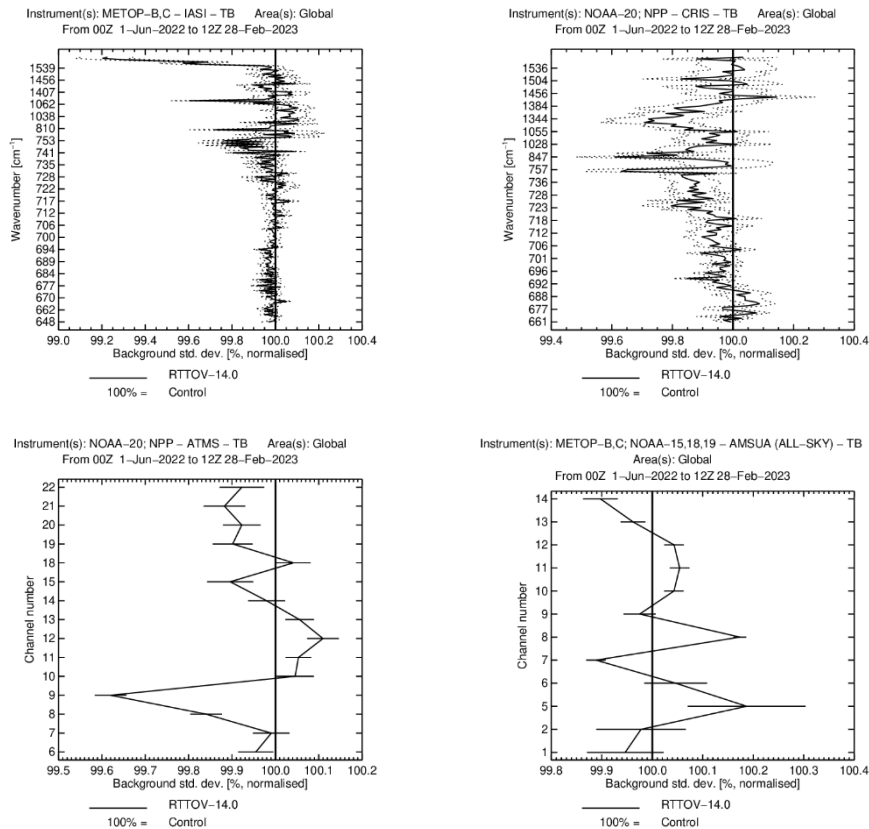 Instrument(s): METOP-B,C - IASI - TB Area(s): Global
From 00Z 1-Jun-2022 to 12Z 28-Feb-2023
Wavenumber [cm⁻¹]
1539
1456
1407
1062
1038
810
753
741
735
728
722
717
712
706
700
694
689
684
677
670
662
648
99.0 99.2 99.4 99.6 99.8 100.0 100.2 100.4
Background std. dev. [%, normalised]
RTTOV-14.0
100% = Control
Instrument(s): NOAA-20; NPP - CRIS - TB Area(s): Global
From 00Z 1-Jun-2022 to 12Z 28-Feb-2023
Wavenumber [cm⁻¹]
1536
1504
1456
1384
1344
1055
1028
847
757
736
728
723
718
712
706
701
696
692
688
677
661
99.4 99.6 99.8 100.0 100.2 100.4
Background std. dev. [%, normalised]
RTTOV-14.0
100% = Control
Instrument(s): NOAA-20; NPP - ATMS - TB Area(s): Global
From 00Z 1-Jun-2022 to 12Z 28-Feb-2023
Channel number
22
21
20
19
18
15
14
13
12
11
10
9
8
7
6
99.5 99.6 99.7 99.8 99.9 100.0 100.1 100.2
Background std. dev. [%, normalised]
RTTOV-14.0
100% = Control
Instrument(s): METOP-B,C; NOAA-15,18,19 - AMSUA (ALL-SKY) - TB
Area(s): Global
From 00Z 1-Jun-2022 to 12Z 28-Feb-2023
Channel number
14
13
12
11
10
9
8
7
6
5
2
1
99.8 99.9 100.0 100.1 100.2 100.3 100.4
Background std. dev. [%, normalised]
RTTOV-14.0
100% = Control